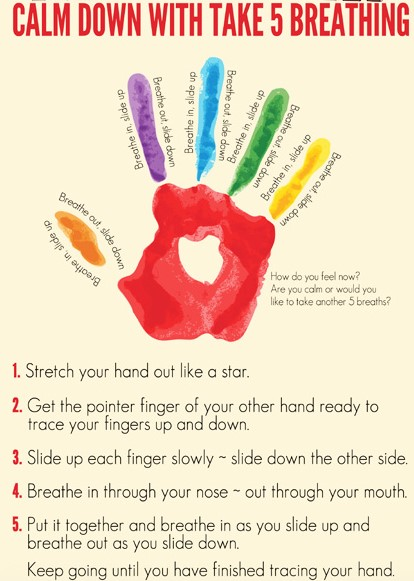 CALM DOWN WITH TAKE 5 BREATHING
Breathe in, slide up
Breathe out, slide down
Breathe in, slide up
Breathe out, slide down
Breathe in, slide up
Breathe out, slide down
Breathe in, slide up
Breathe out, slide down
Breathe in, slide up
Breathe out, slide down
How do you feel now?
Are you calm or would you
like to take another 5 breaths?
1. Stretch your hand out like a star.
2. Get the pointer finger of your other hand ready to
trace your fingers up and down.
3. Slide up each finger slowly ~ slide down the other side.
4. Breathe in through your nose ~ out through your mouth.
5. Put it together and breathe in as you slide up and
breathe out as you slide down.
Keep going until you have finished tracing your hand.